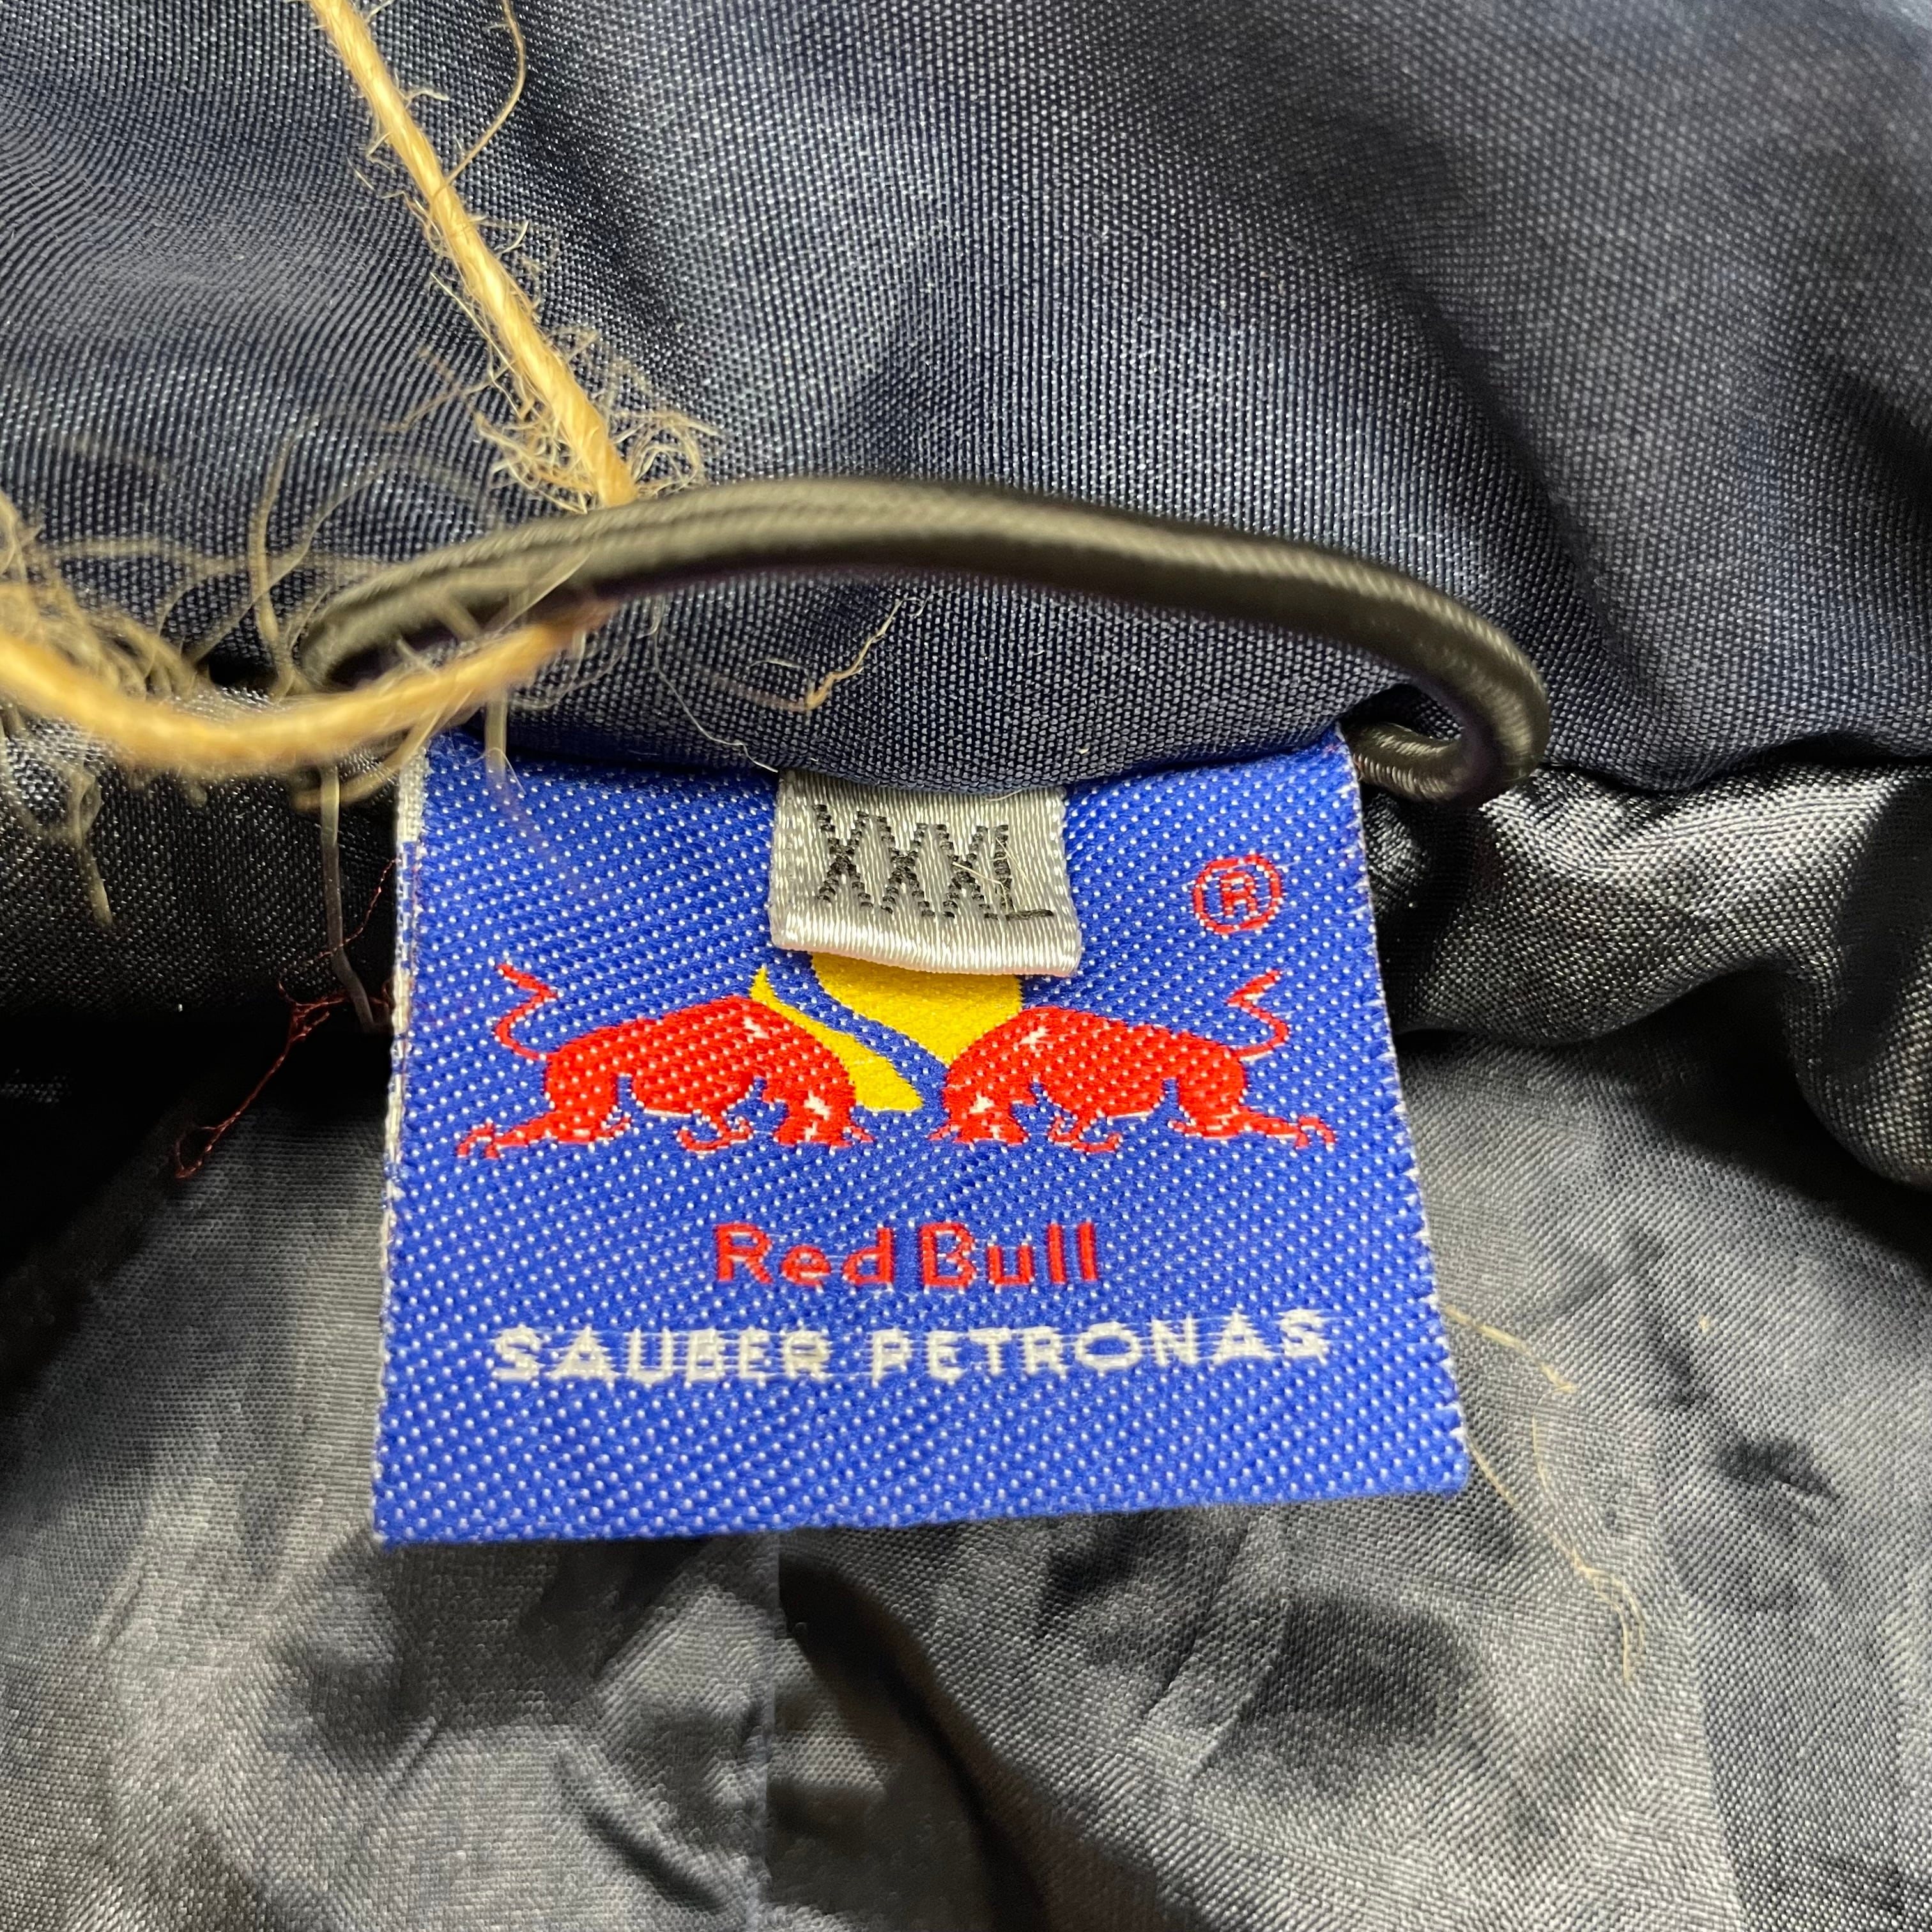 XXXL
®
Red Bull
SAUBER PETRONAS